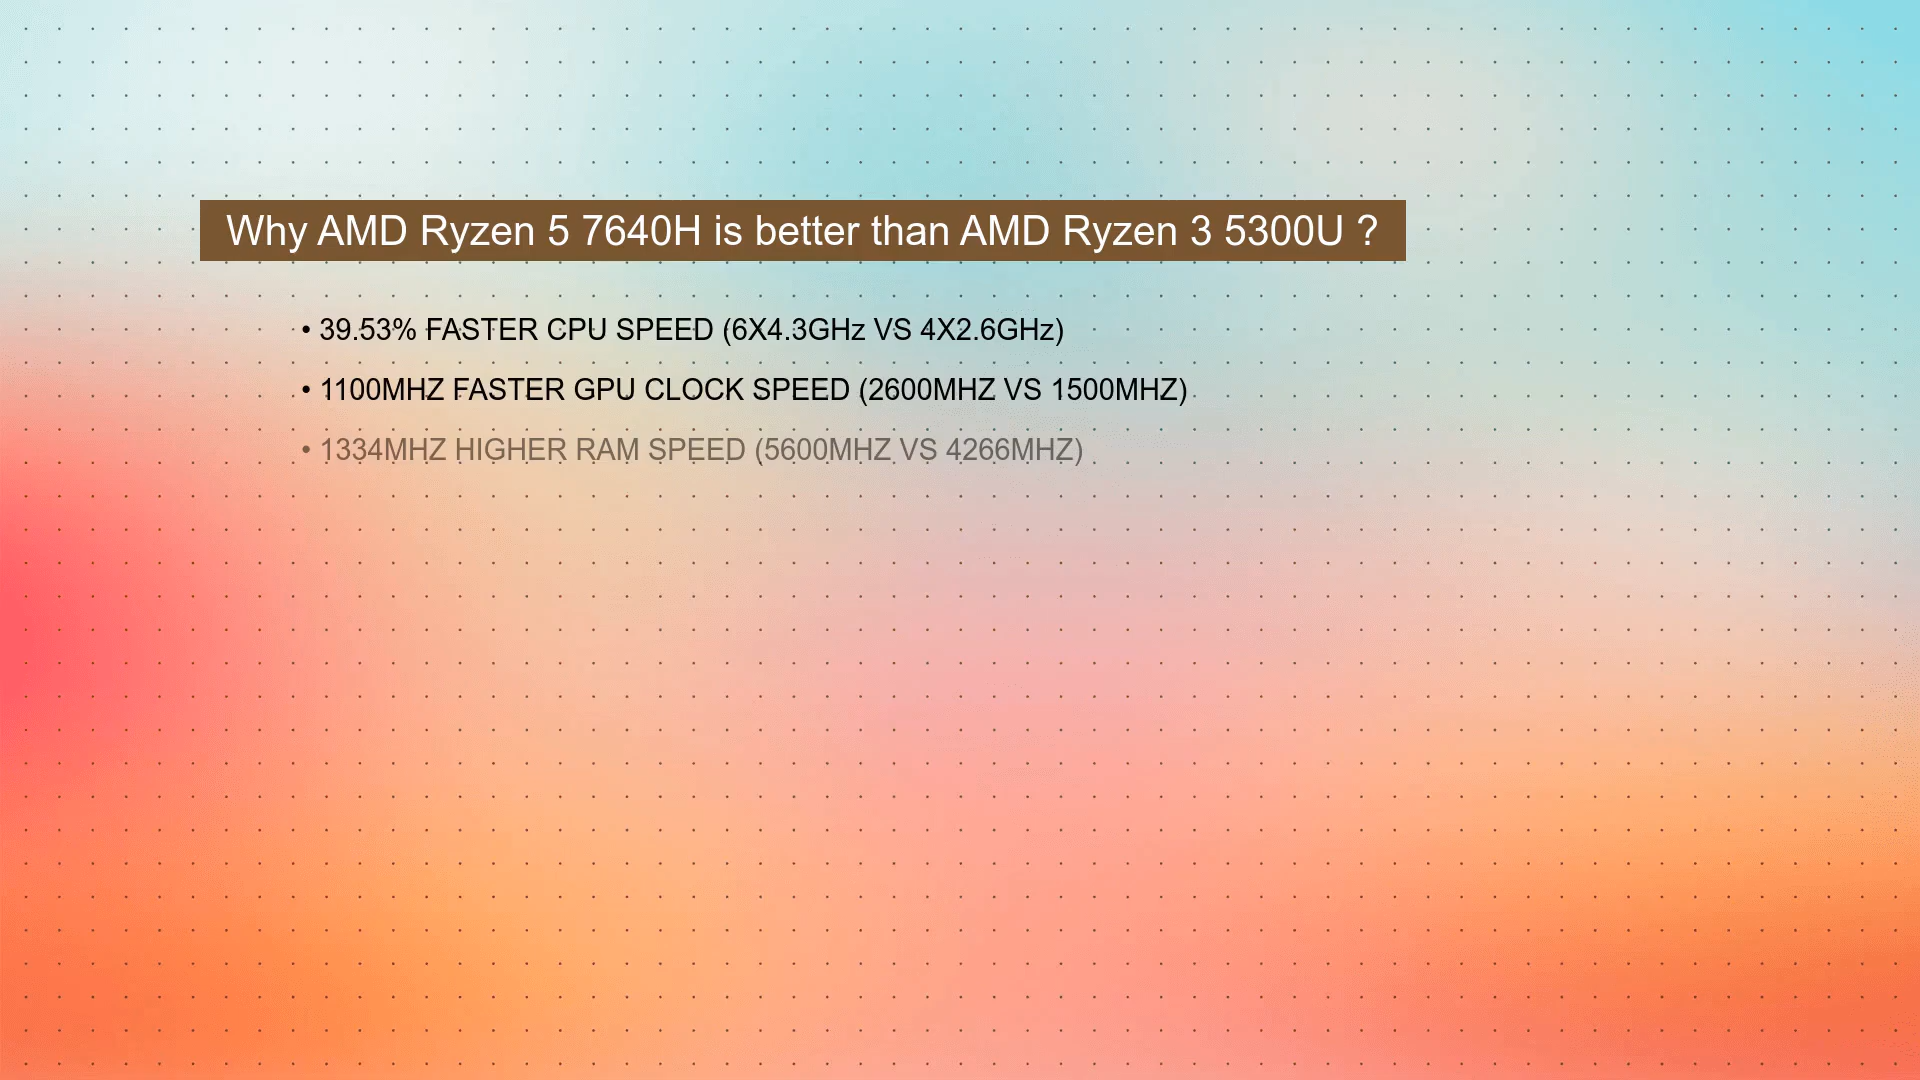 Why AMD Ryzen 5 7640H is better than AMD Ryzen 3 5300U ?
• 39.53% FASTER CPU SPEED (6X4.3GHz VS 4X2.6GHz)
• 1100MHZ FASTER GPU CLOCK SPEED (2600MHZ VS 1500MHZ)
• 1334MHZ HIGHER RAM SPEED (5600MHZ VS 4266MHZ)